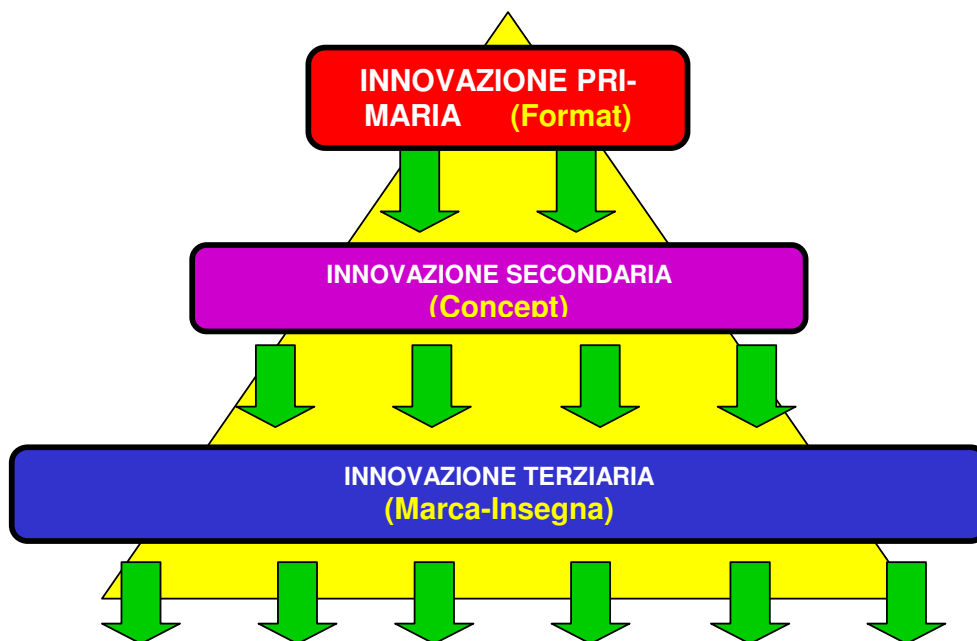 INNOVAZIONE PRI-
MARIA (Format)
INNOVAZIONE SECONDARIA
(Concept)
INNOVAZIONE TERZIARIA
(Marca-Insegna)